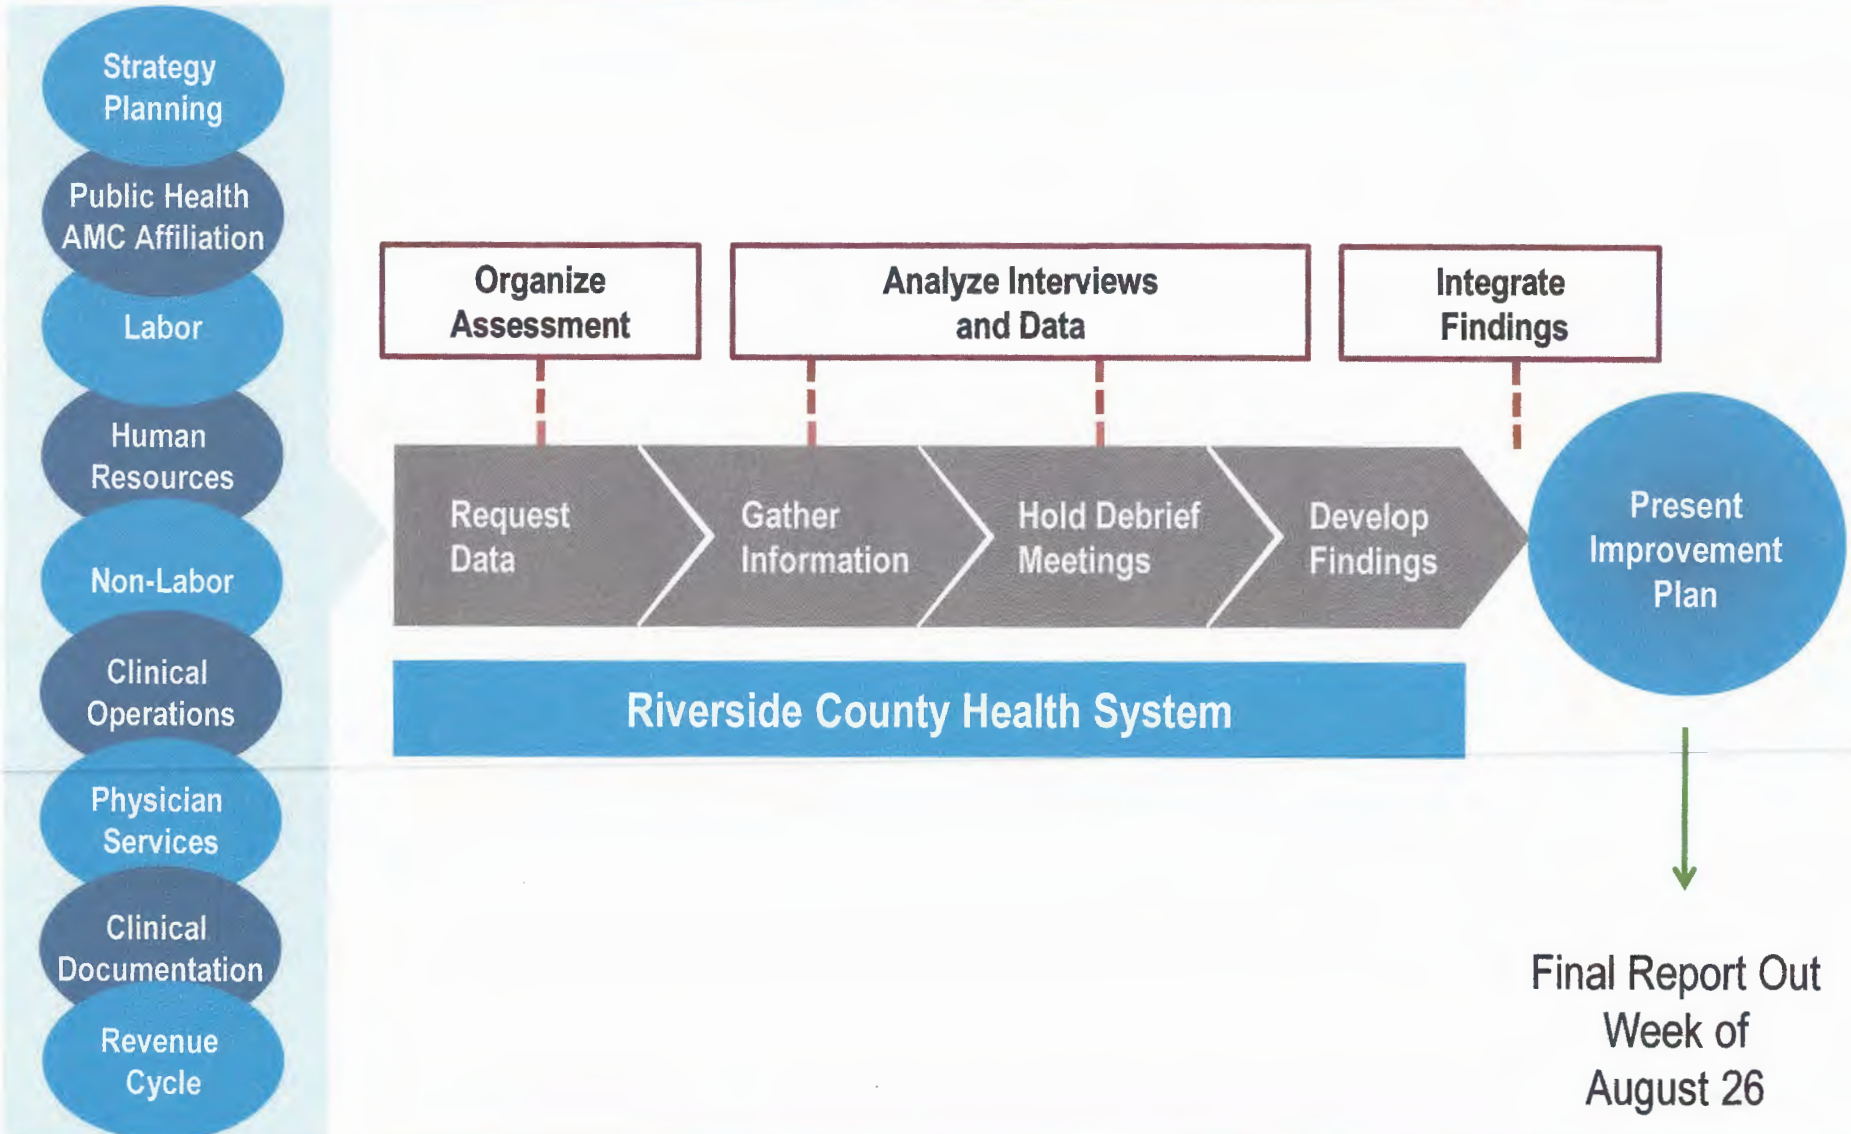 Strategy
Planning
Public Health
AMC Affiliation
Labor
Human
Resources
Non-Labor
Clinical
Operations
Physician
Services
Clinical
Documentation
Revenue
Cycle
Organize
Assessment
Analyze Interviews
and Data
Integrate
Findings
Request
Data
Gather
Information
Hold Debrief
Meetings
Develop
Findings
Present
Improvement
Plan
Riverside County Health System
Final Report Out
Week of
August 26